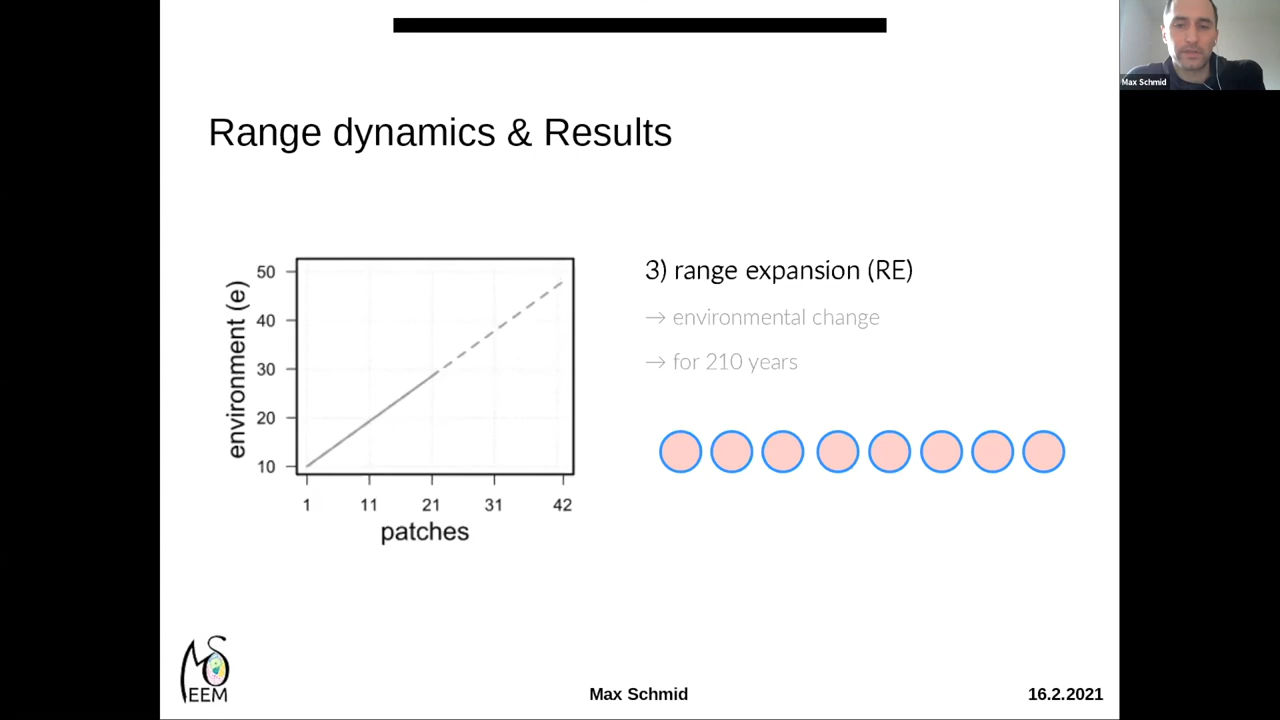 Max Schmid
Range dynamics & Results
50
40
30
20
10
environment (e)
1 11 21 31 42
patches
3) range expansion (RE)
→ environmental change
→ for 210 years
MOS
EEM
Max Schmid
16.2.2021